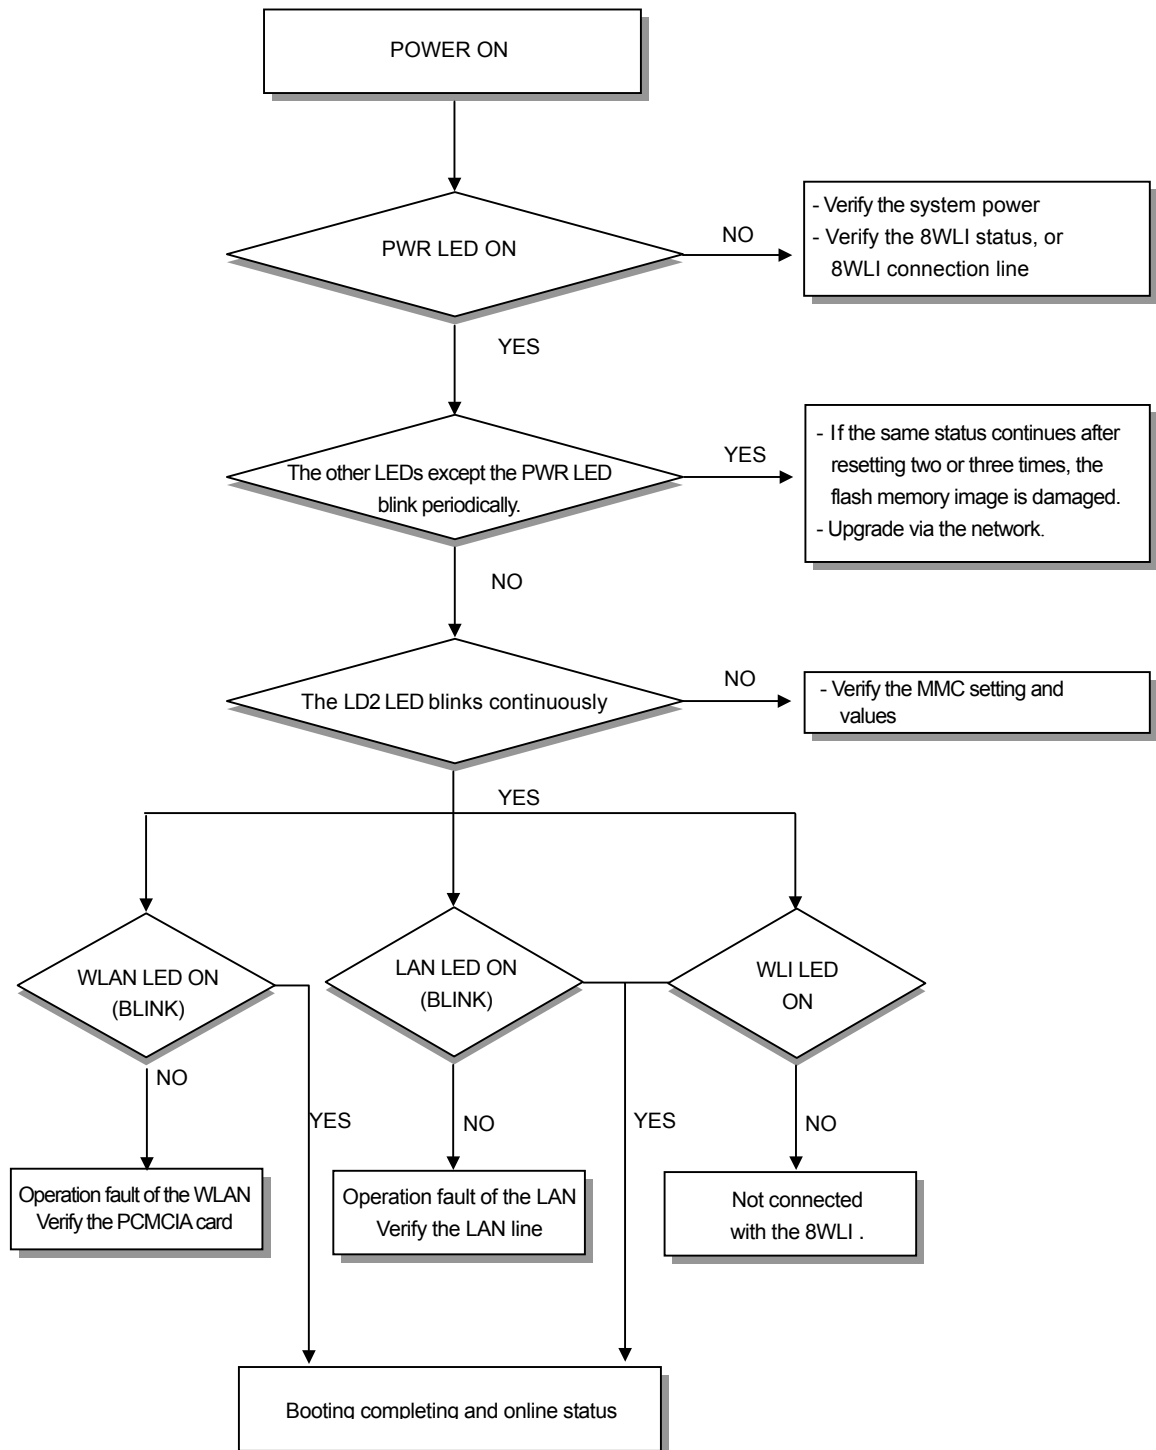 POWER ON
PWR LED ON
NO
- Verify the system power
- Verify the 8WLI status, or
8WLI connection line
YES
The other LEDs except the PWR LED
blink periodically.
YES
- If the same status continues after
resetting two or three times, the
flash memory image is damaged.
- Upgrade via the network.
NO
The LD2 LED blinks continuously
NO
- Verify the MMC setting and
values
YES
WLAN LED ON
(BLINK)
LAN LED ON
(BLINK)
WLI LED
ON
NO
YES
NO
YES
NO
Operation fault of the WLAN
Verify the PCMCIA card
Operation fault of the LAN
Verify the LAN line
Not connected
with the 8WLI .
Booting completing and online status